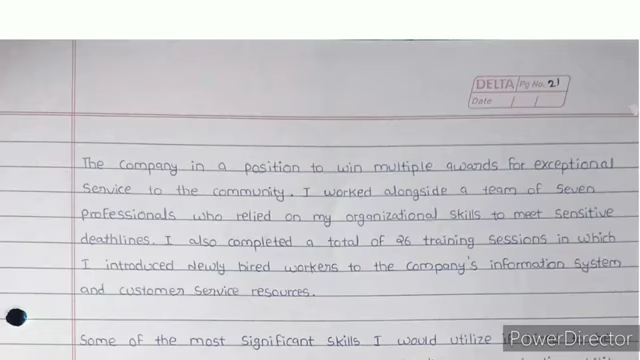 DELTA Pg No. 21
Date / /
The company in a position to win multiple awards for exceptional
service to the community. I worked alongside a team of seven
Professionals who relied on my organizational skills to meet sensitive
deathlines. I also completed a total of 26 training sessions in which
I introduced Newly hired workers to the company's information system
and customer service resources.
Some of the most significant skills I would utilize
PowerDirector